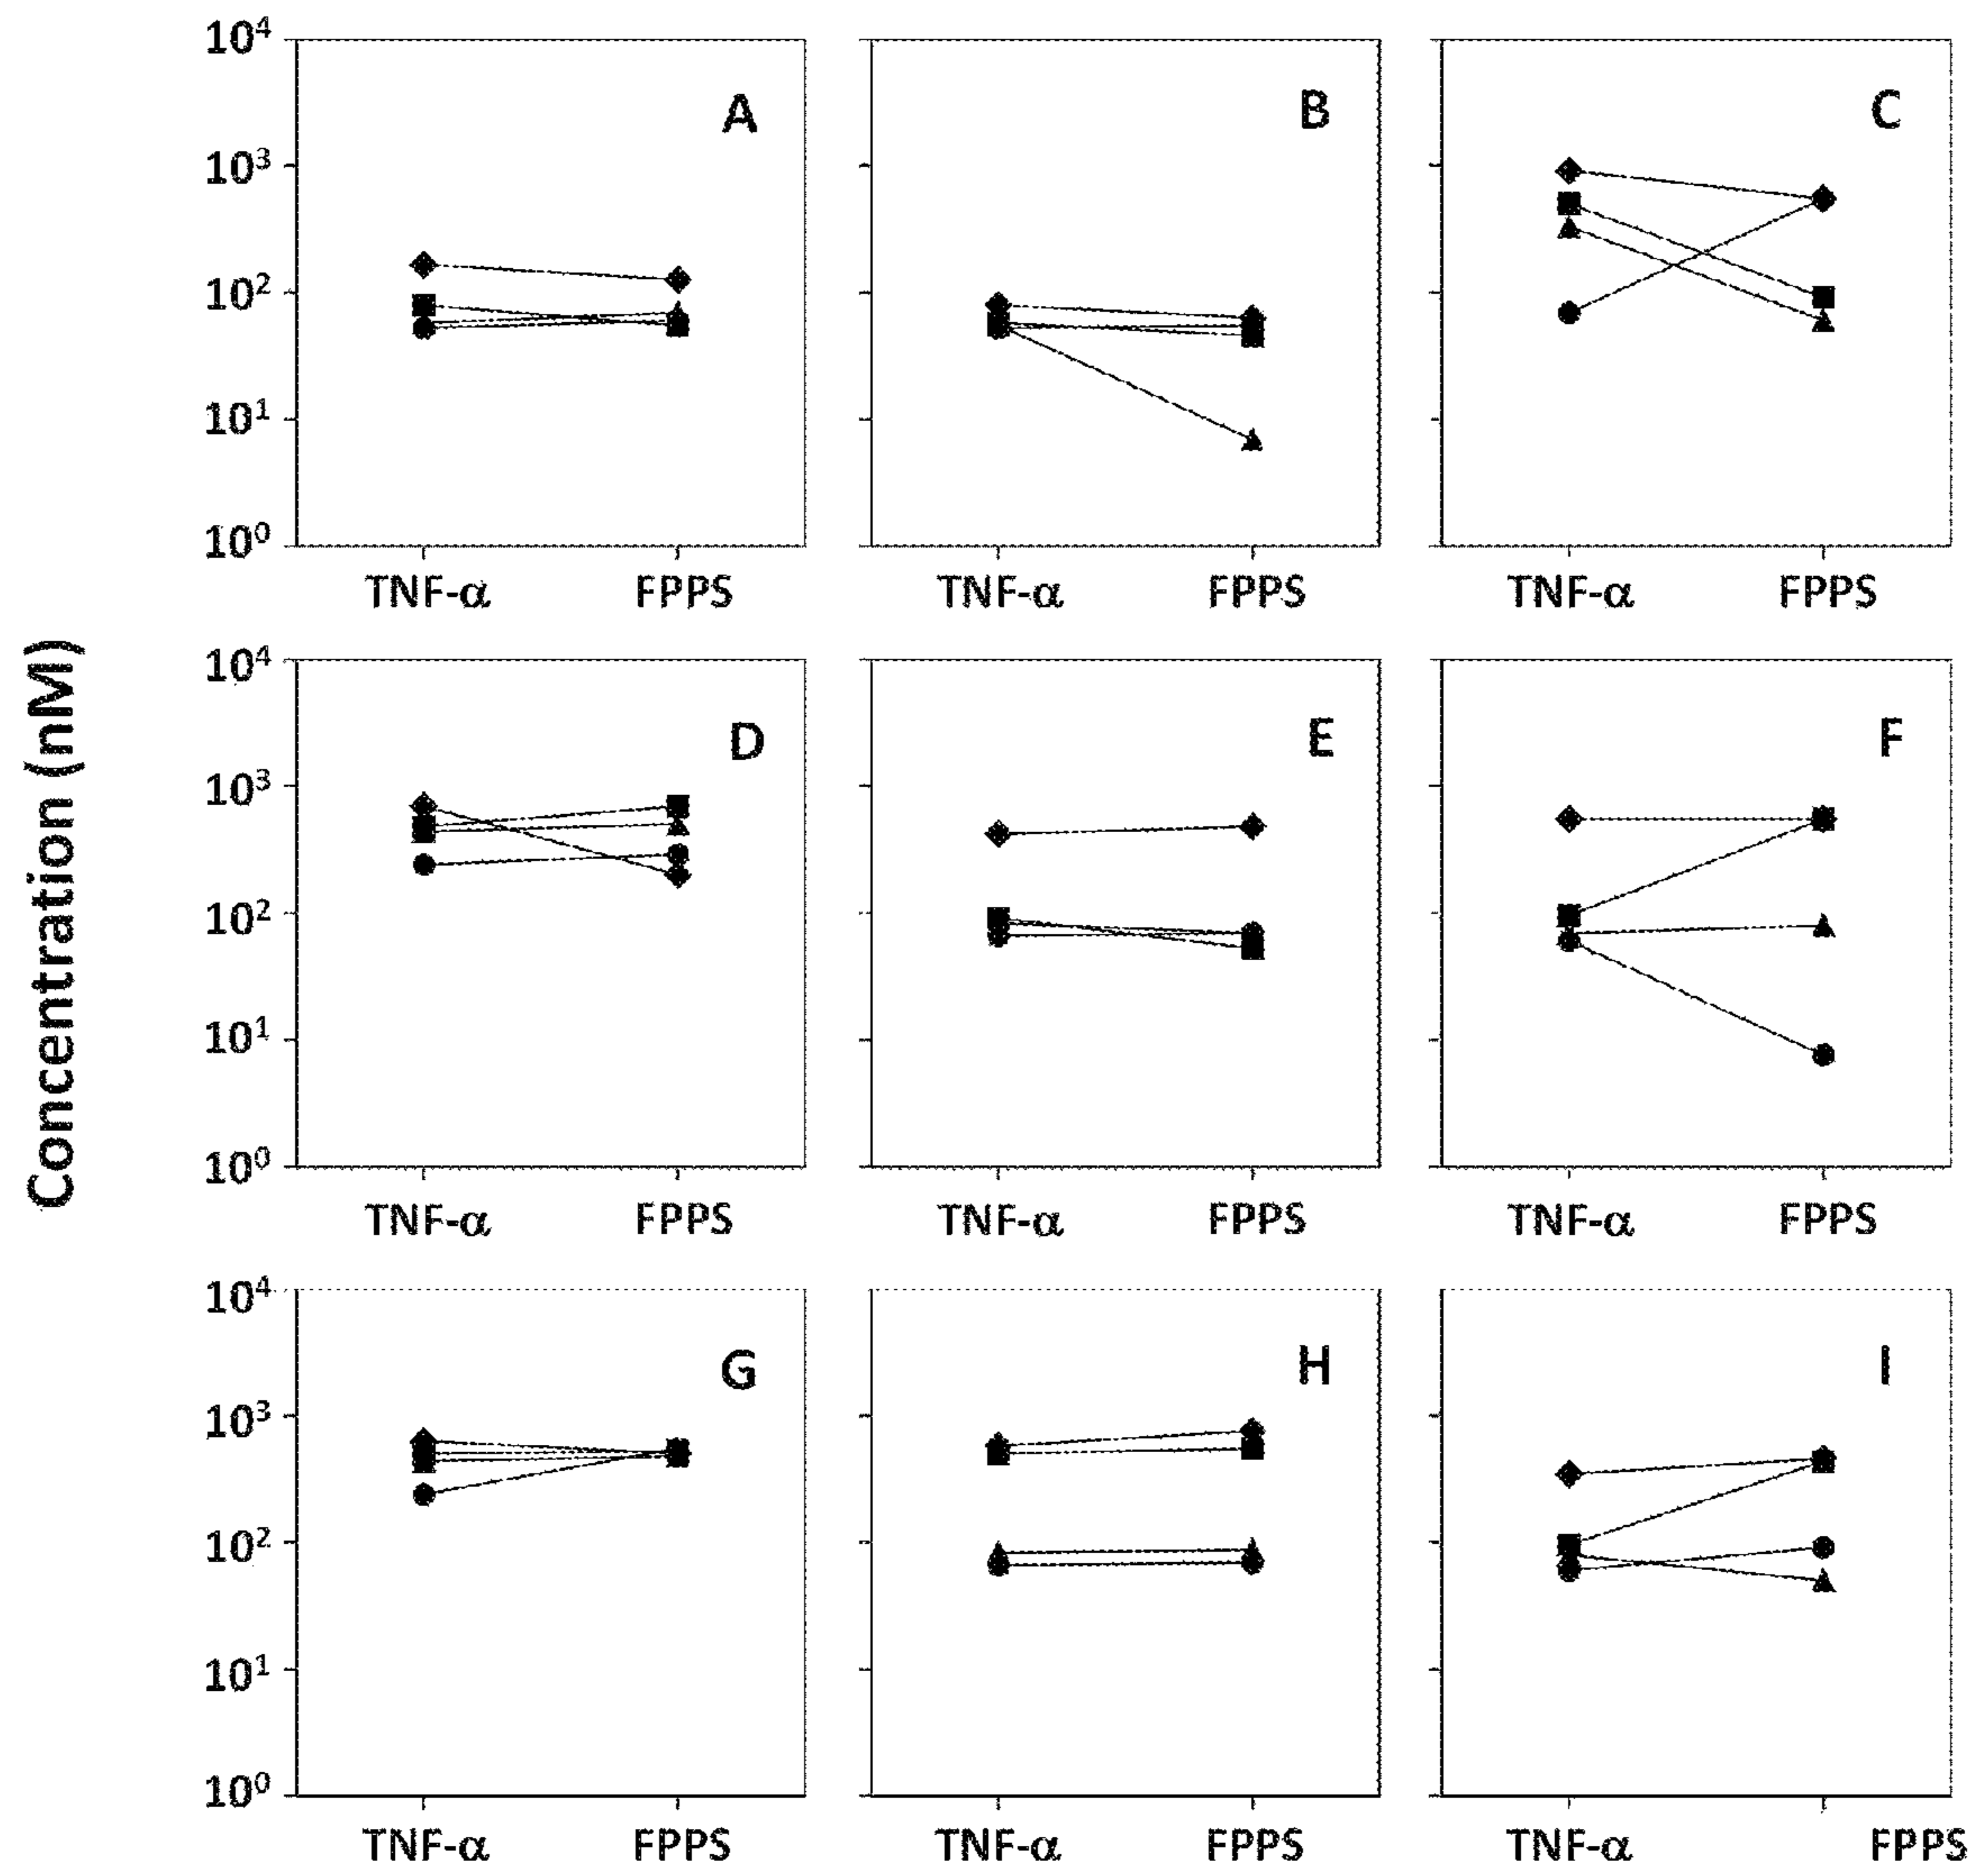 Concentration (nM)
10⁴
10³
10²
10¹
10⁰
A
B
C
TNF-α FPPS
TNF-α FPPS
TNF-α FPPS
10⁴
10³
10²
10¹
10⁰
D
E
F
TNF-α FPPS
TNF-α FPPS
TNF-α FPPS
10⁴
10³
10²
10¹
10⁰
G
H
I
TNF-α FPPS
TNF-α FPPS
TNF-α FPPS